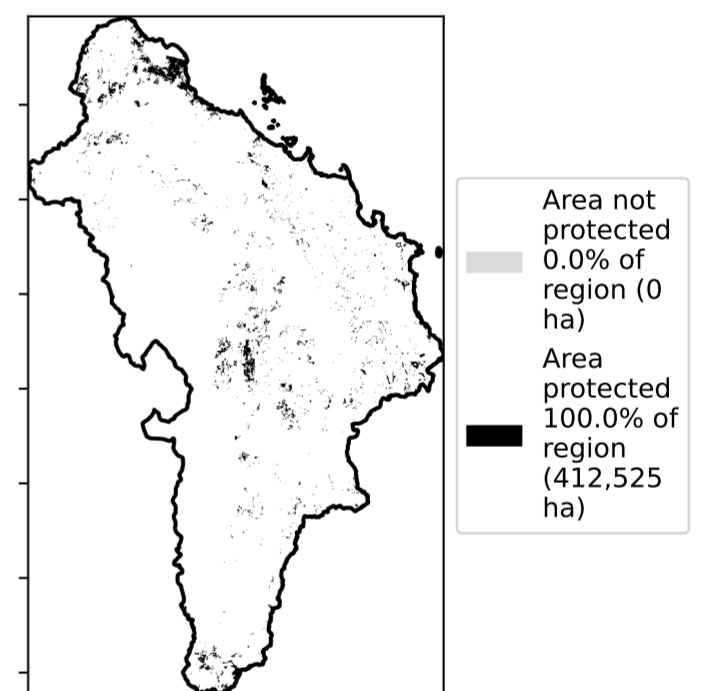 Area not
protected
0.0% of
region (0
ha)
Area
protected
100.0% of
region
(412,525
ha)